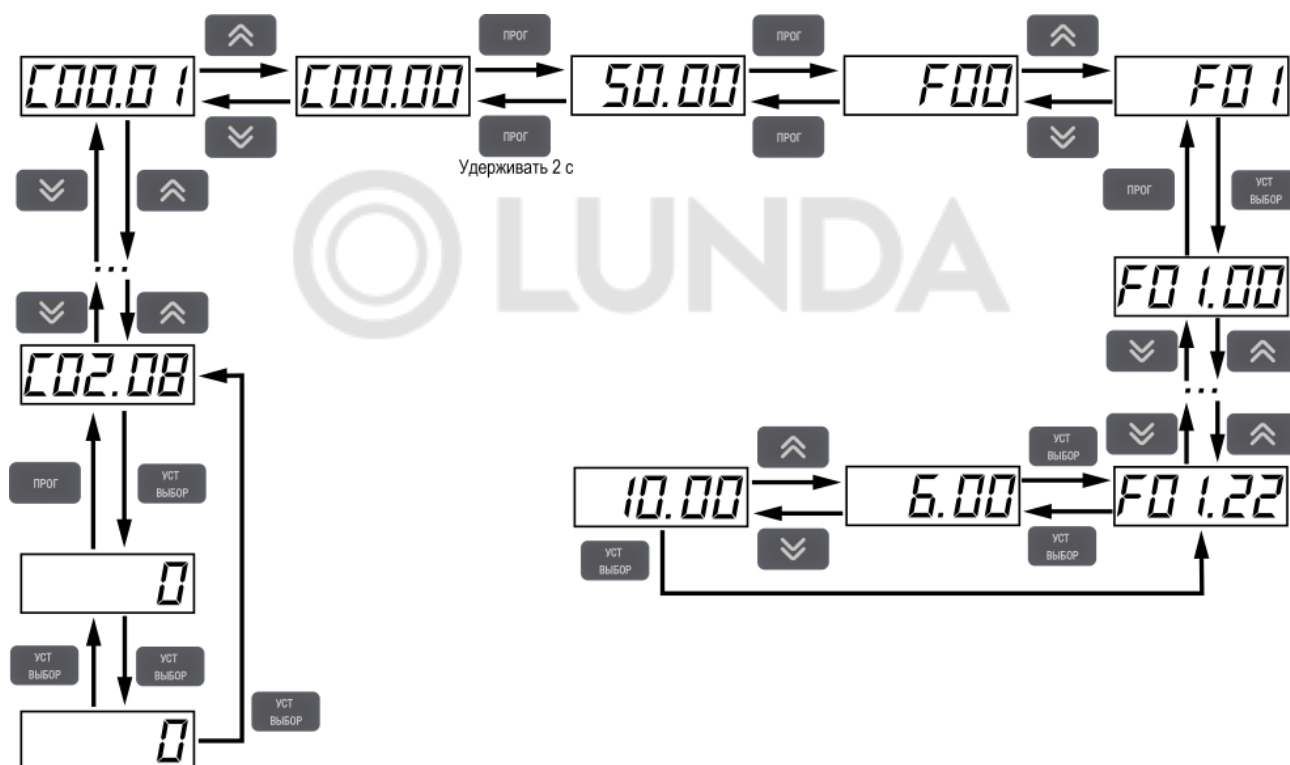 ПРОГ
ПРОГ
C00.01
C00.00
50.00
F00
F01
ПРОГ
ПРОГ
Удерживать 2 с
ПРОГ
УСТ
ВЫБОР
LUNDA
...
F01.00
C02.08
...
ПРОГ
УСТ
ВЫБОР
УСТ
ВЫБОР
10.00
6.00
F01.22
УСТ
ВЫБОР
УСТ
ВЫБОР
0
УСТ
ВЫБОР
УСТ
ВЫБОР
УСТ
ВЫБОР
0